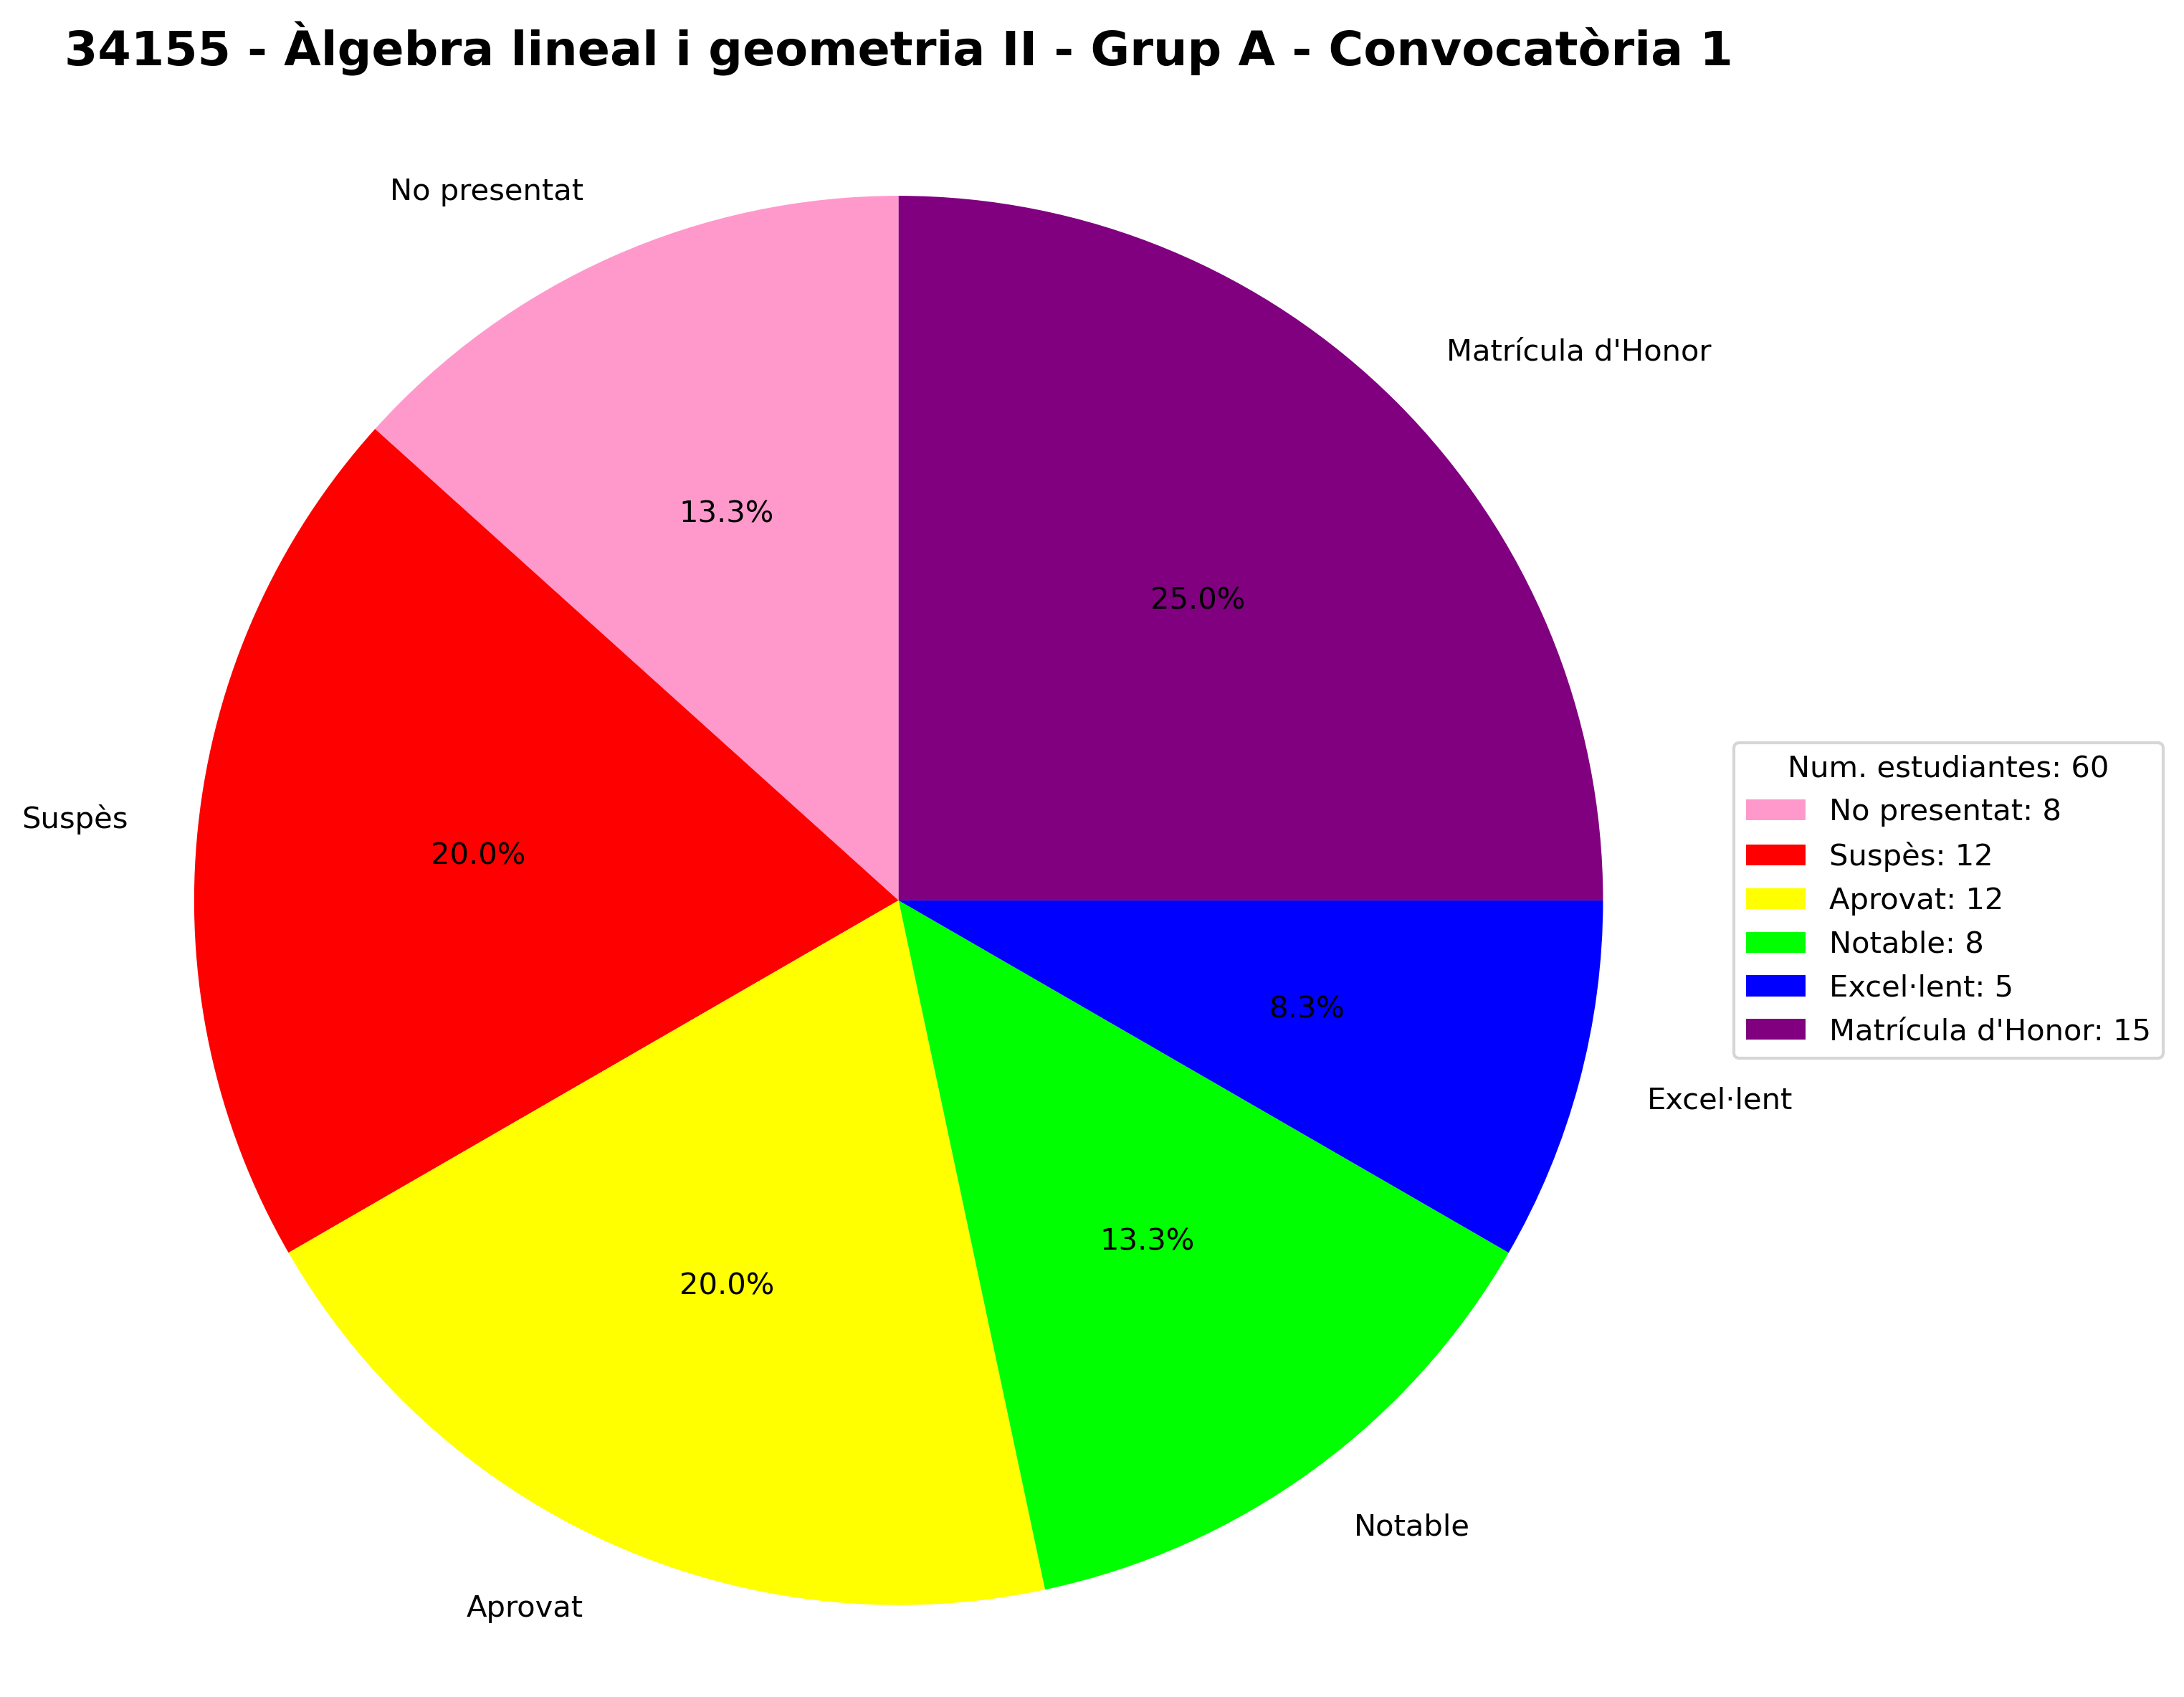 34155 - Àlgebra lineal i geometria II - Grup A - Convocatòria 1
No presentat
Matrícula d'Honor
13.3%
25.0%
Suspès
20.0%
Num. estudiantes: 60
No presentat: 8
Suspès: 12
Aprovat: 12
Notable: 8
Excel·lent: 5
Matrícula d'Honor: 15
8.3%
Excel·lent
13.3%
20.0%
Notable
Aprovat